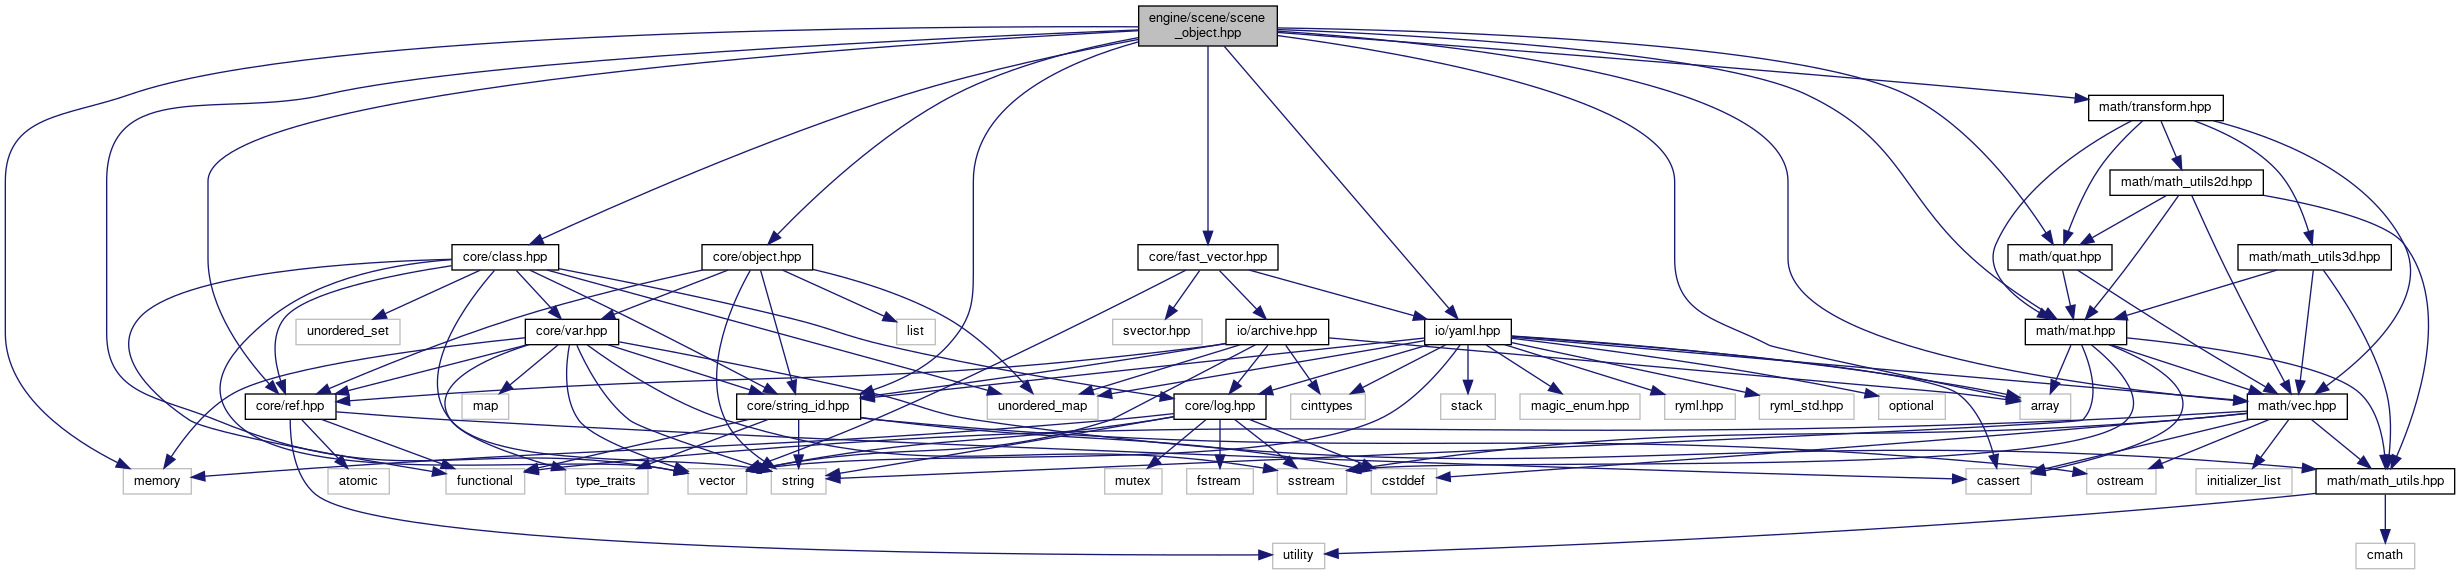 engine/scene/scene
_object.hpp
math/transform.hpp
math/math_utils2d.hpp
core/class.hpp
core/object.hpp
core/fast_vector.hpp
math/quat.hpp
math/math_utils3d.hpp
unordered_set
core/var.hpp
list
svector.hpp
io/archive.hpp
io/yaml.hpp
math/mat.hpp
core/ref.hpp
map
core/string_id.hpp
unordered_map
core/log.hpp
cinttypes
stack
magic_enum.hpp
ryml.hpp
ryml_std.hpp
optional
array
math/vec.hpp
memory
atomic
functional
type_traits
vector
string
mutex
fstream
sstream
cstddef
cassert
ostream
initializer_list
math/math_utils.hpp
utility
cmath